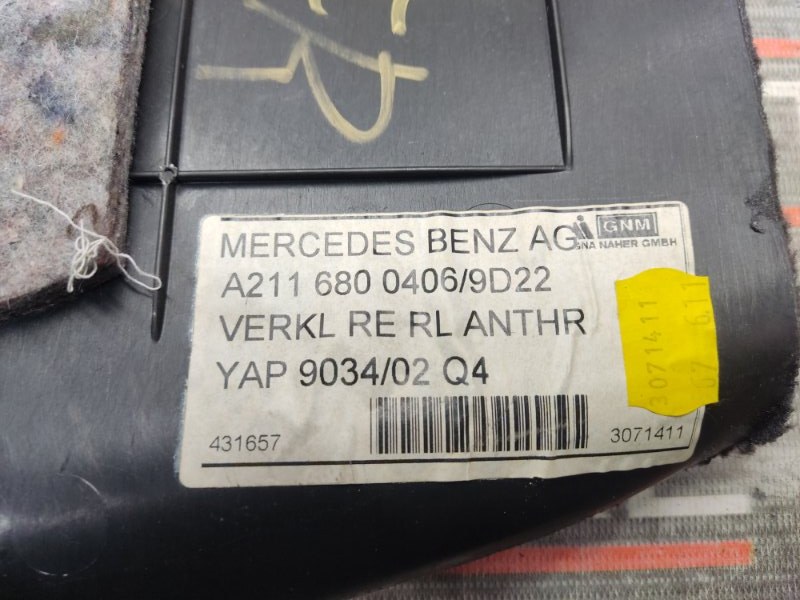 MERCEDES BENZ AG
GNM
GNA NAHER GMBH
A211 680 0406/9D22
VERKL RE RL ANTHR
YAP 9034/02 Q4
3071411
431657
3071411